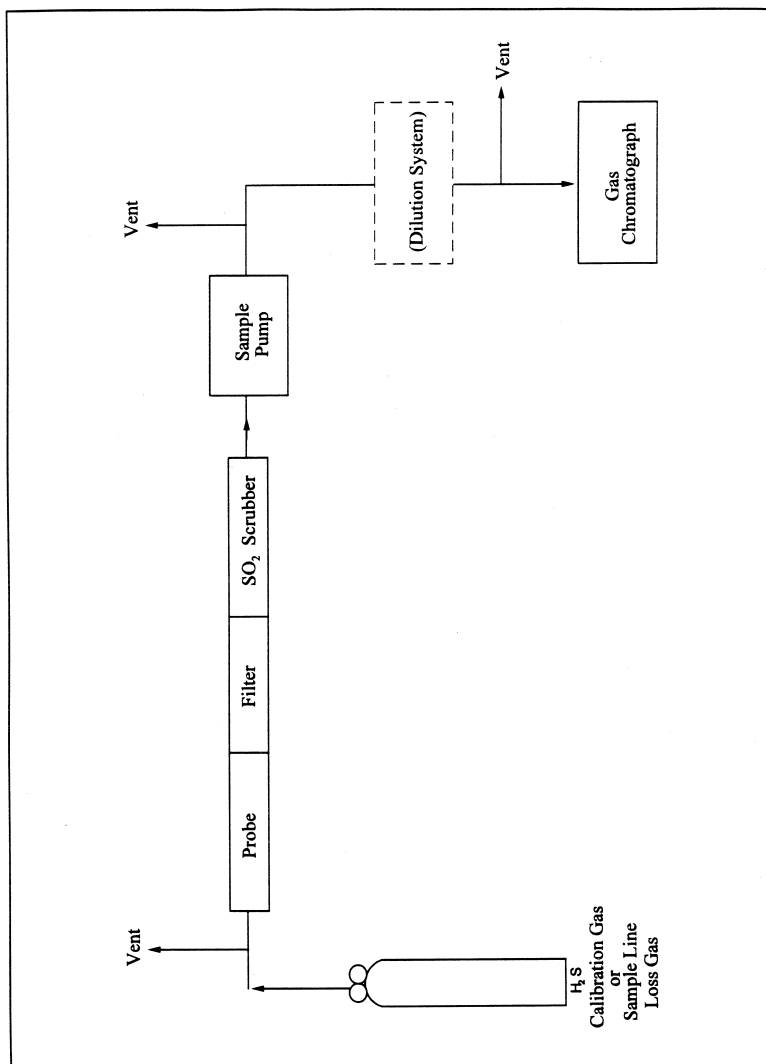 Vent
Probe
Filter
SO₂ Scrubber
Sample
Pump
Vent
(Dilution System)
Vent
Gas
Chromatograph
H₂S
Calibration Gas
or
Sample Line
Loss Gas